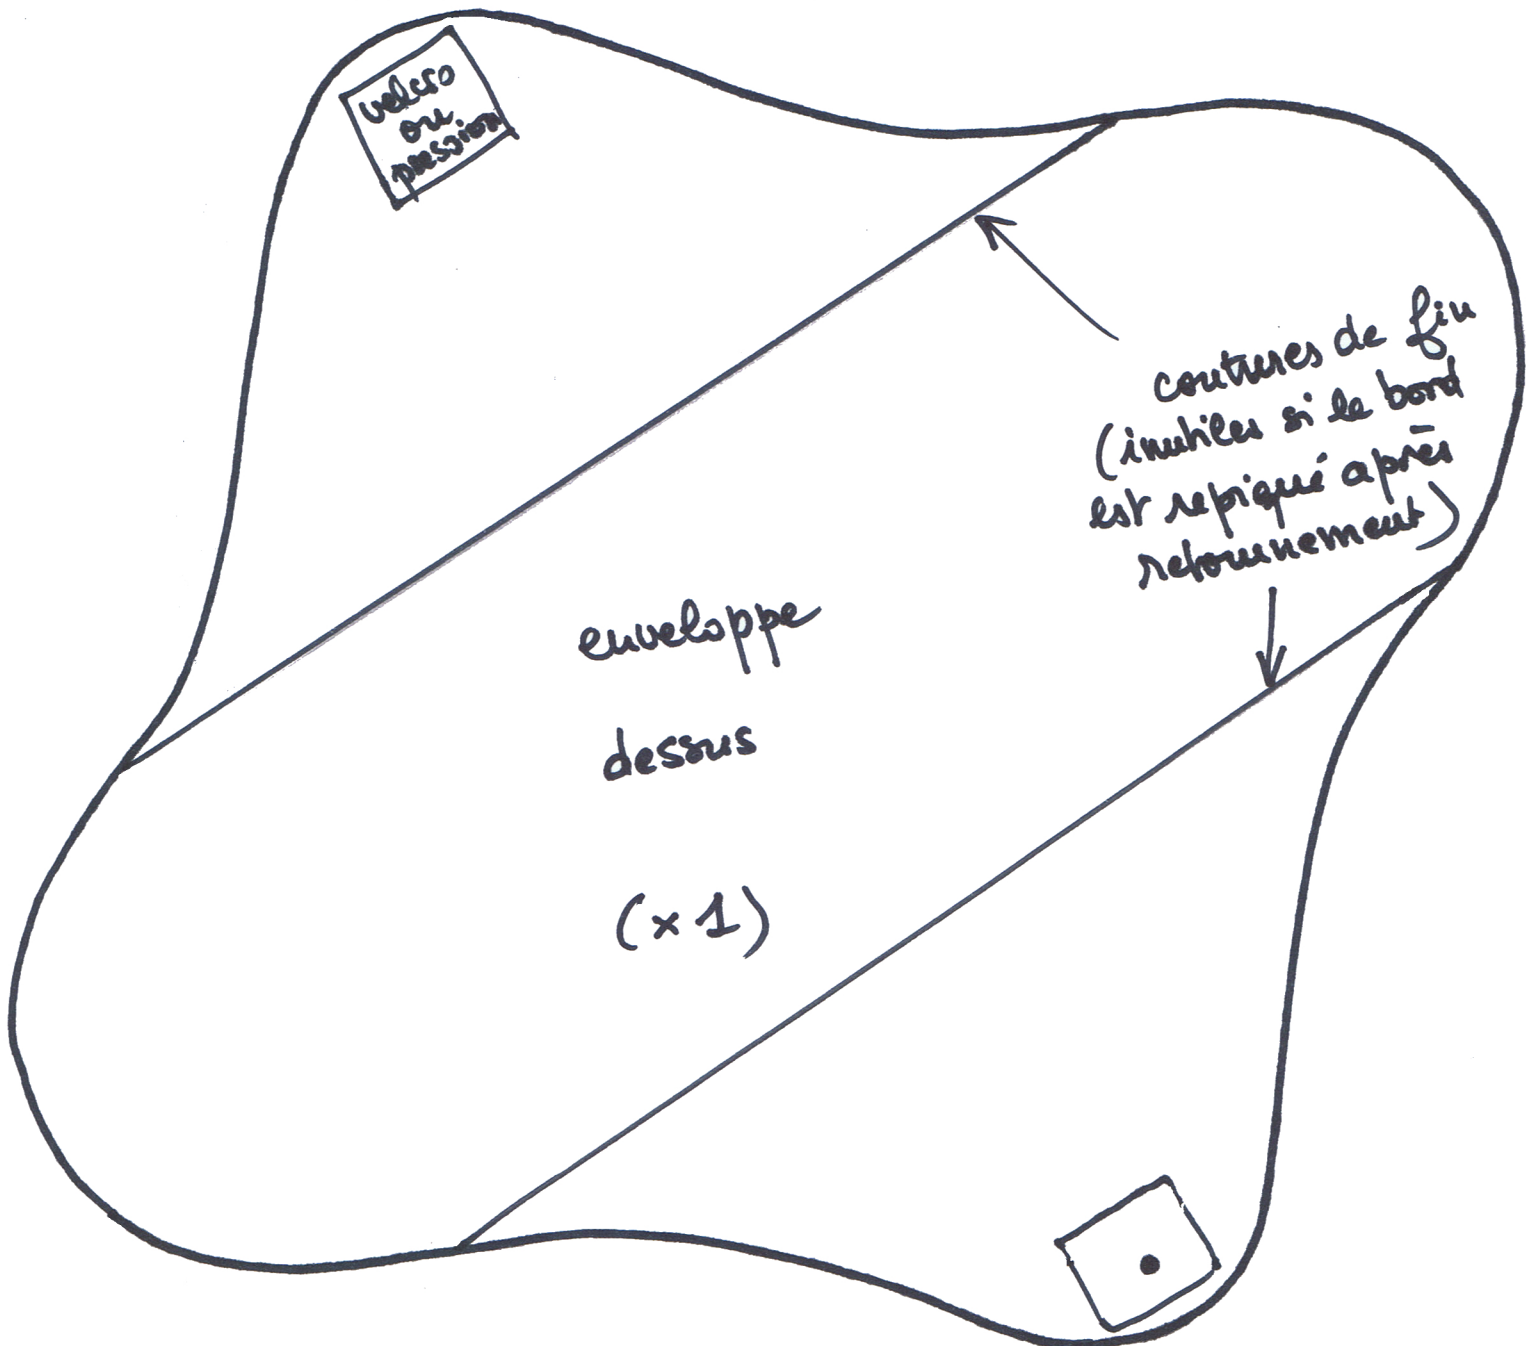 velcro
ou
pression
coutures de fin
(inutiles si le bord
est repiqué après
retournement)
enveloppe
dessus
(x 1)